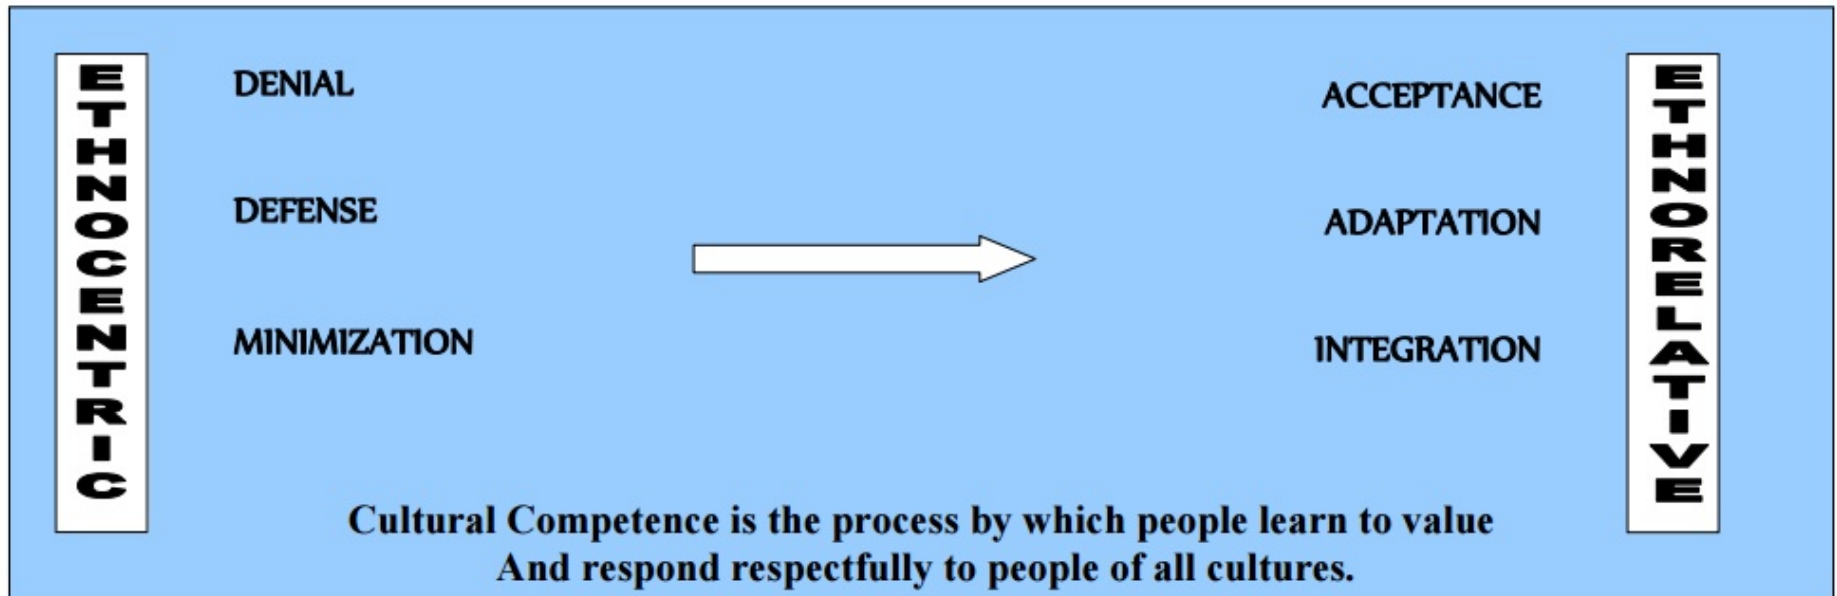 ETHNOCENTRIC
DENIAL
DEFENSE
MINIMIZATION
ACCEPTANCE
ADAPTATION
INTEGRATION
ETHNORELATIVE
Cultural Competence is the process by which people learn to value
And respond respectfully to people of all cultures.